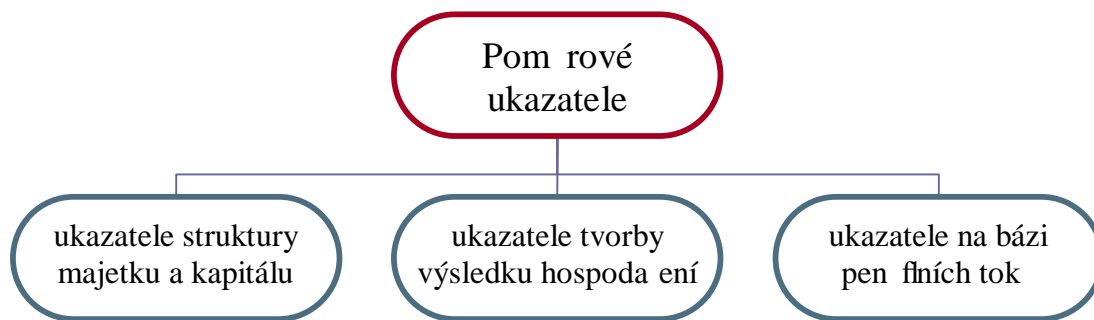 Pom rové
ukazatele
ukazatele struktury
majetku a kapitálu
ukazatele tvorby
výsledku hospoda ení
ukazatele na bázi
pen flních tok